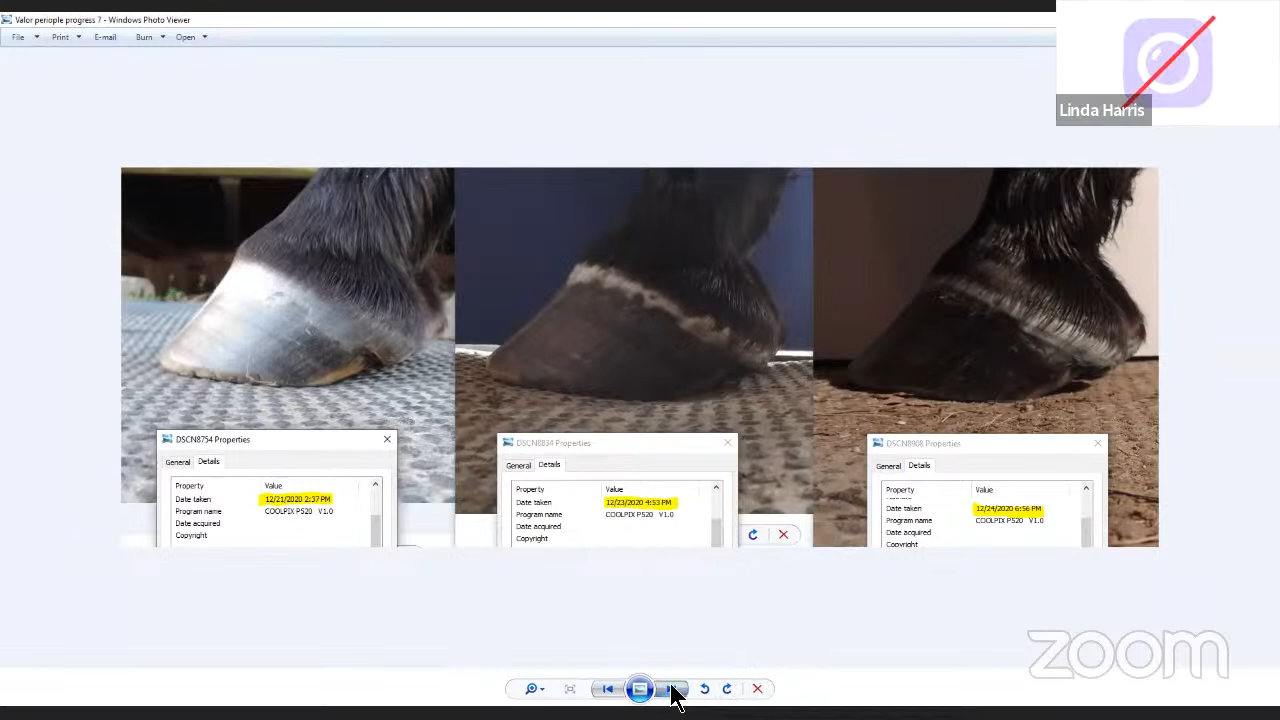 Valor periople progress 7 - Windows Photo Viewer
File Print E-mail Burn Open
Linda Harris
DSCN8754 Properties
General Details
Property Value
Date taken 12/21/2020 2:37 PM
Program name COOLPIX P520 V1.0
Date acquired
Copyright
DSCN8834 Properties
General Details
Property Value
Date taken 12/23/2020 4:53 PM
Program name COOLPIX P520 V1.0
Date acquired
Copyright
DSCN8908 Properties
General Details
Property Value
Date taken 12/24/2020 6:56 PM
Program name COOLPIX P520 V1.0
Date acquired
Copyright
zoom